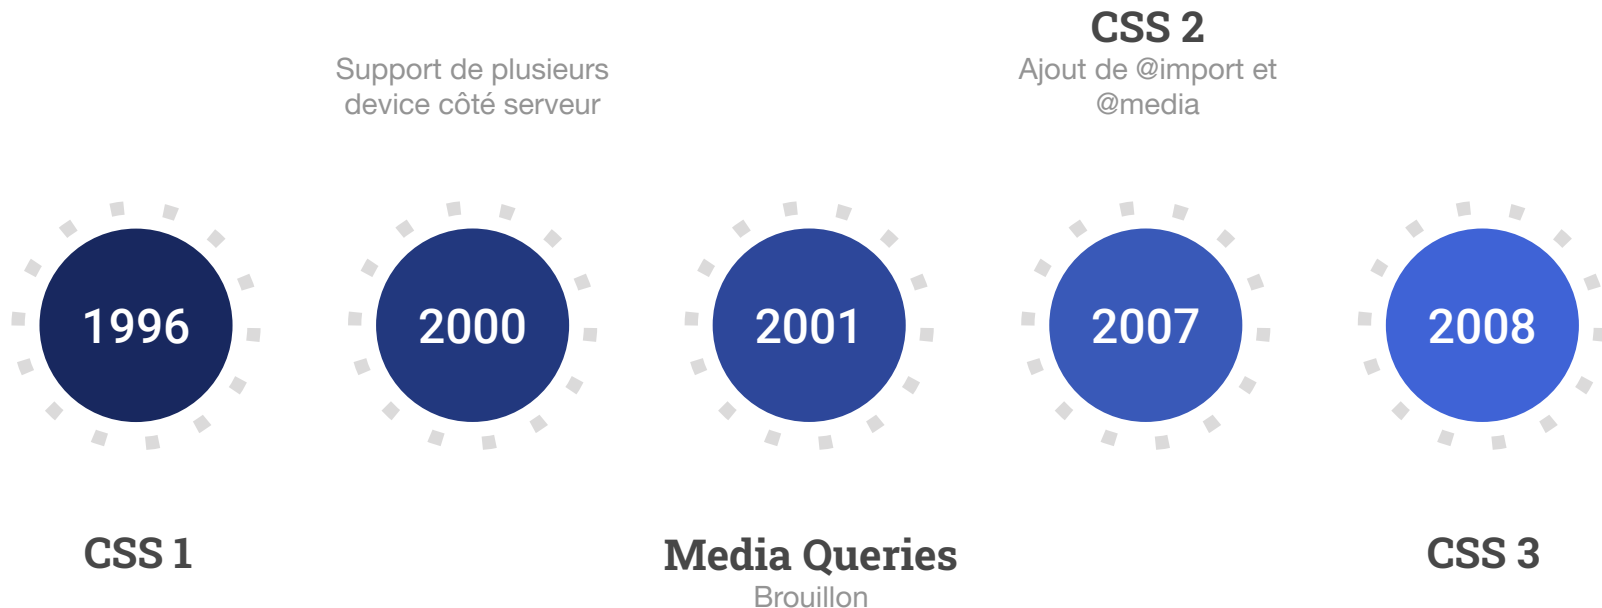 CSS 2
Support de plusieurs
device côté serveur
Ajout de @import et
@media
1996
2000
2001
2007
2008
CSS 1
Media Queries
Brouillon
CSS 3